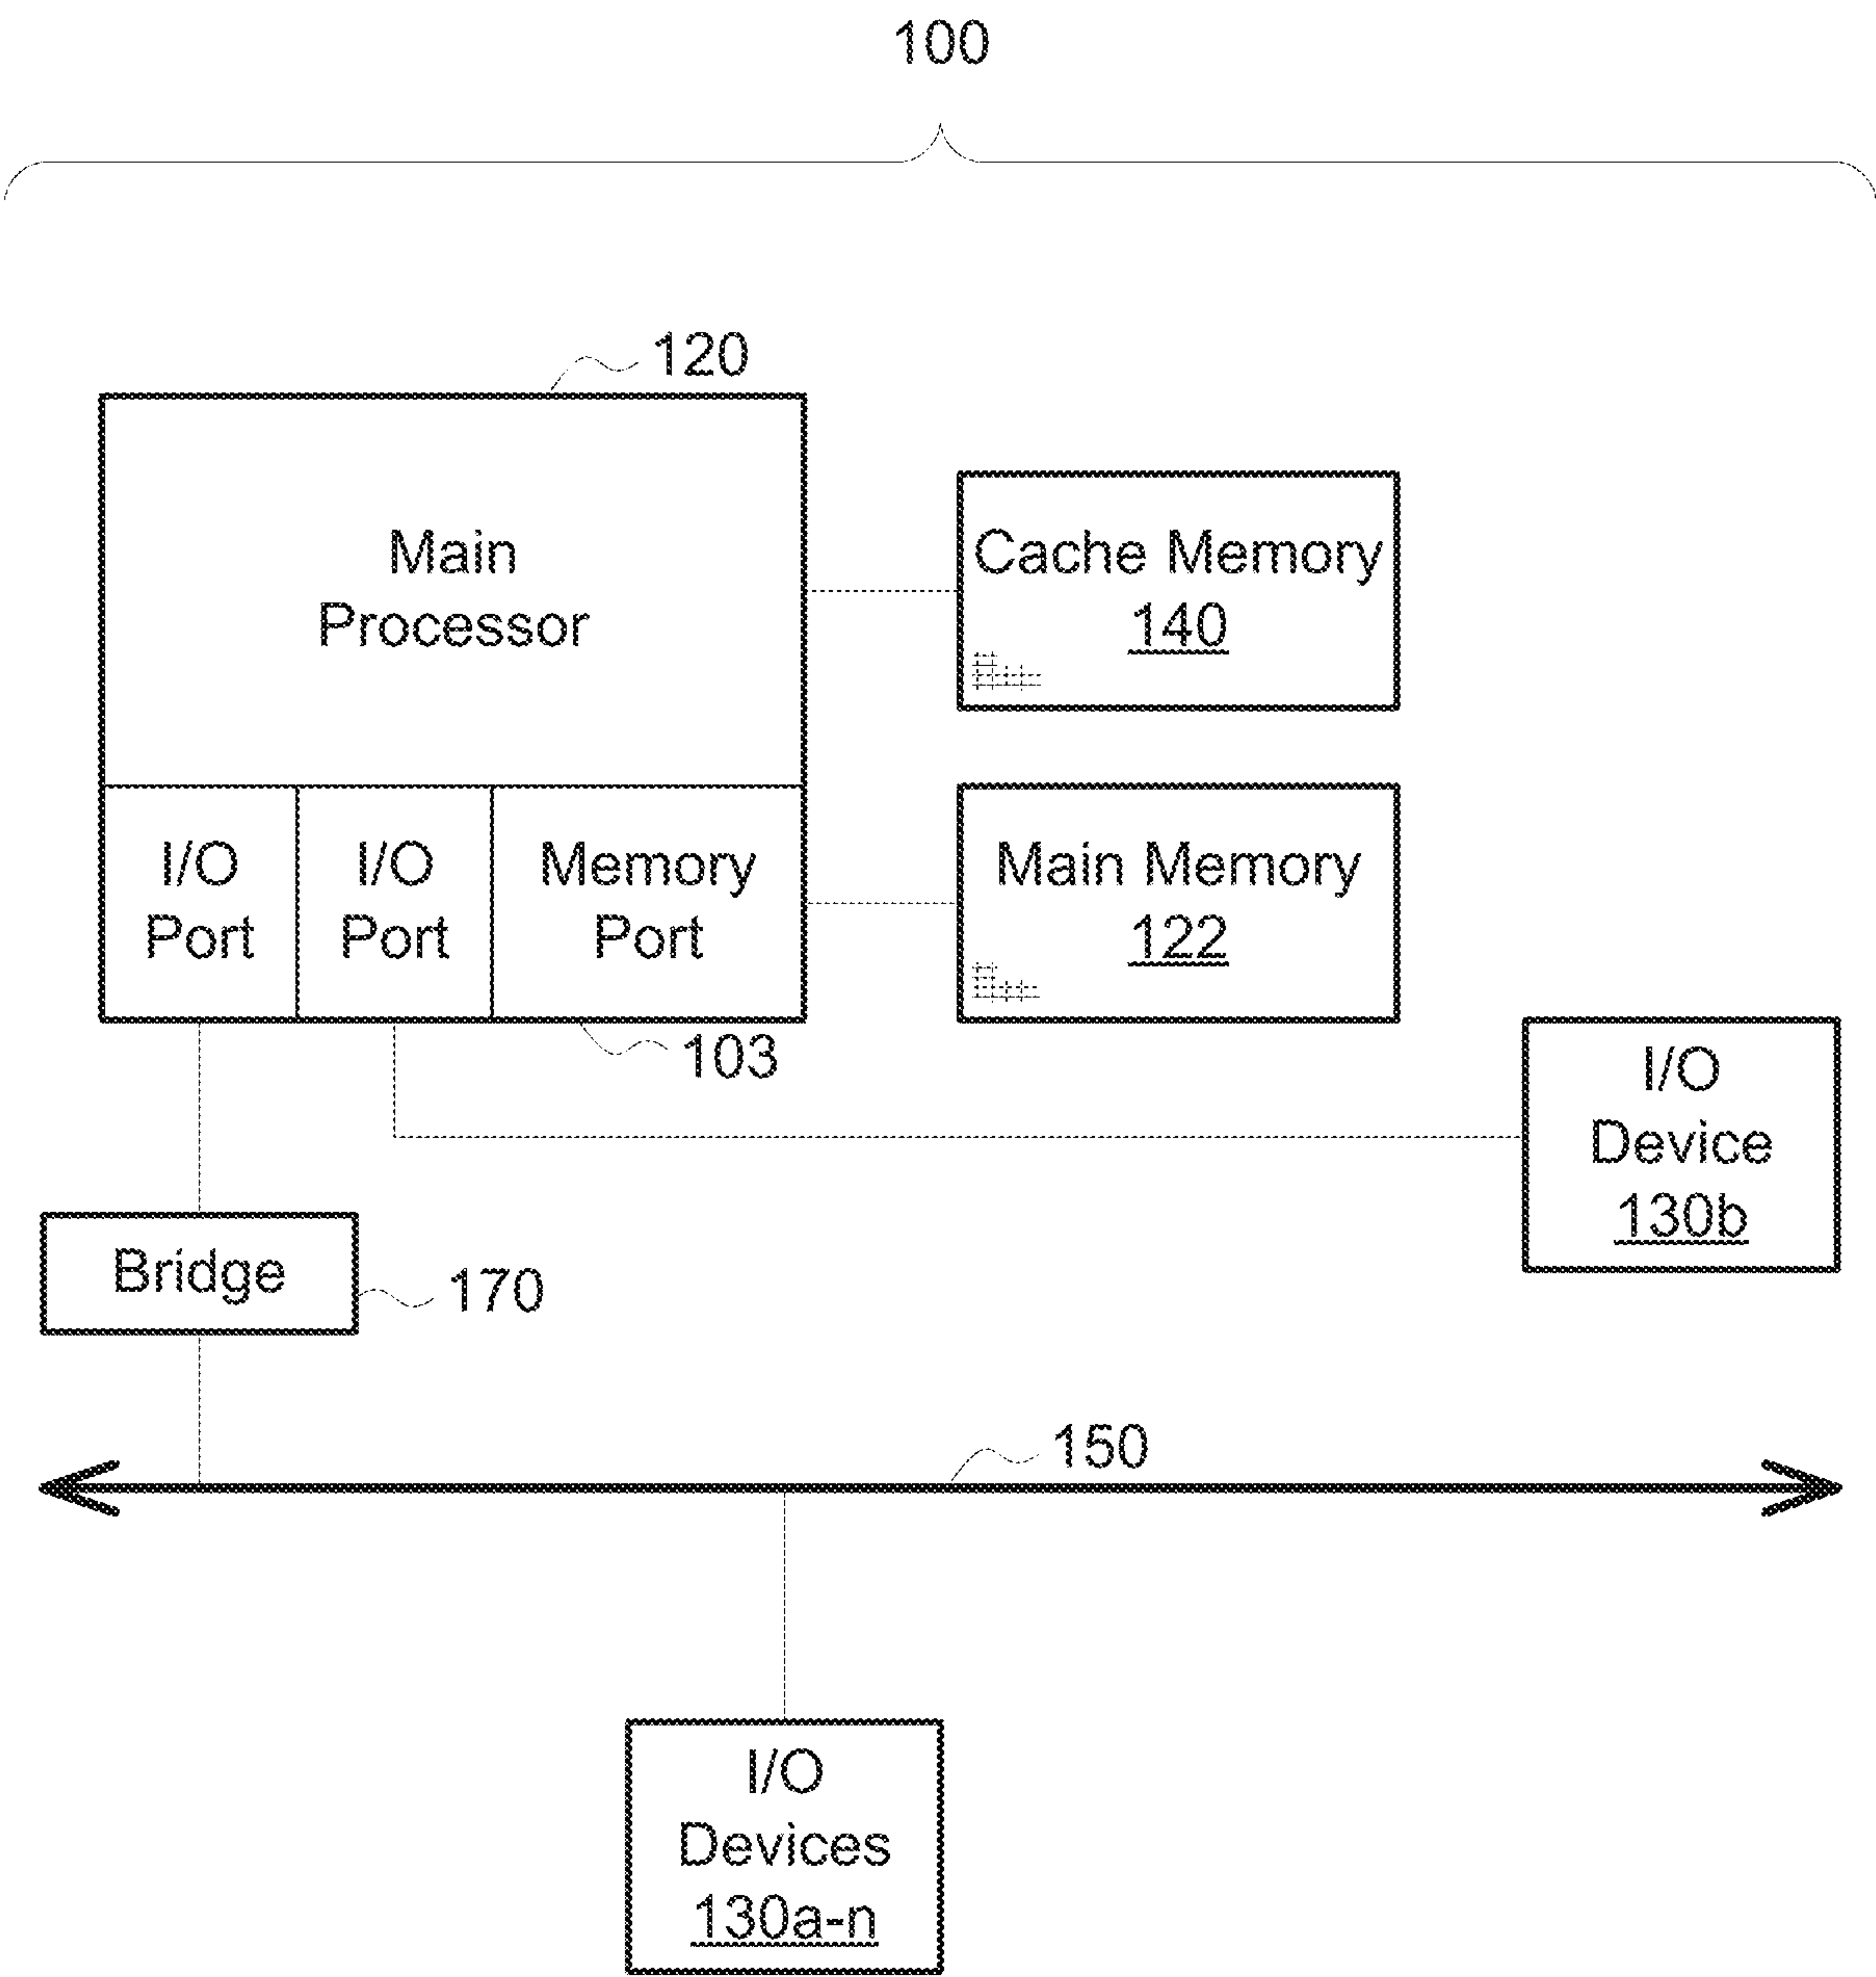 100
120
Main
Processor
Cache Memory
140
I/O
Port
I/O
Port
Memory
Port
Main Memory
122
103
I/O
Device
130b
Bridge
170
150
I/O
Devices
130a-n